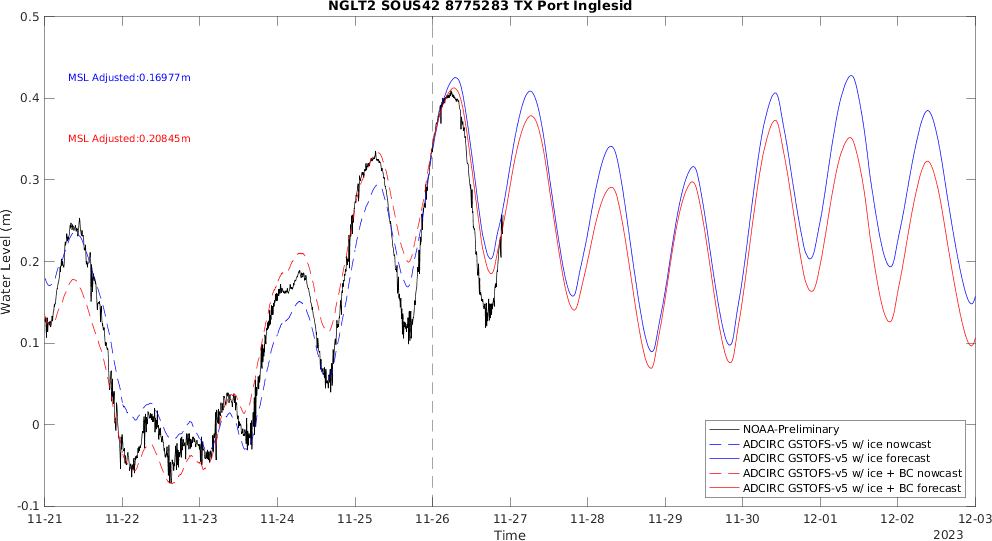 NGLT2 SOUS42 8775283 TX Port Inglesid
0.5
0.4
0.3
0.2
0.1
0
-0.1
Water Level (m)
MSL Adjusted:0.16977m
MSL Adjusted:0.20845m
NOAA-Preliminary
ADCIRC GSTOFS-v5 w/ ice nowcast
ADCIRC GSTOFS-v5 w/ ice forecast
ADCIRC GSTOFS-v5 w/ ice + BC nowcast
ADCIRC GSTOFS-v5 w/ ice + BC forecast
11-21 11-22 11-23 11-24 11-25 11-26 11-27 11-28 11-29 11-30 12-01 12-02 12-03
Time
2023